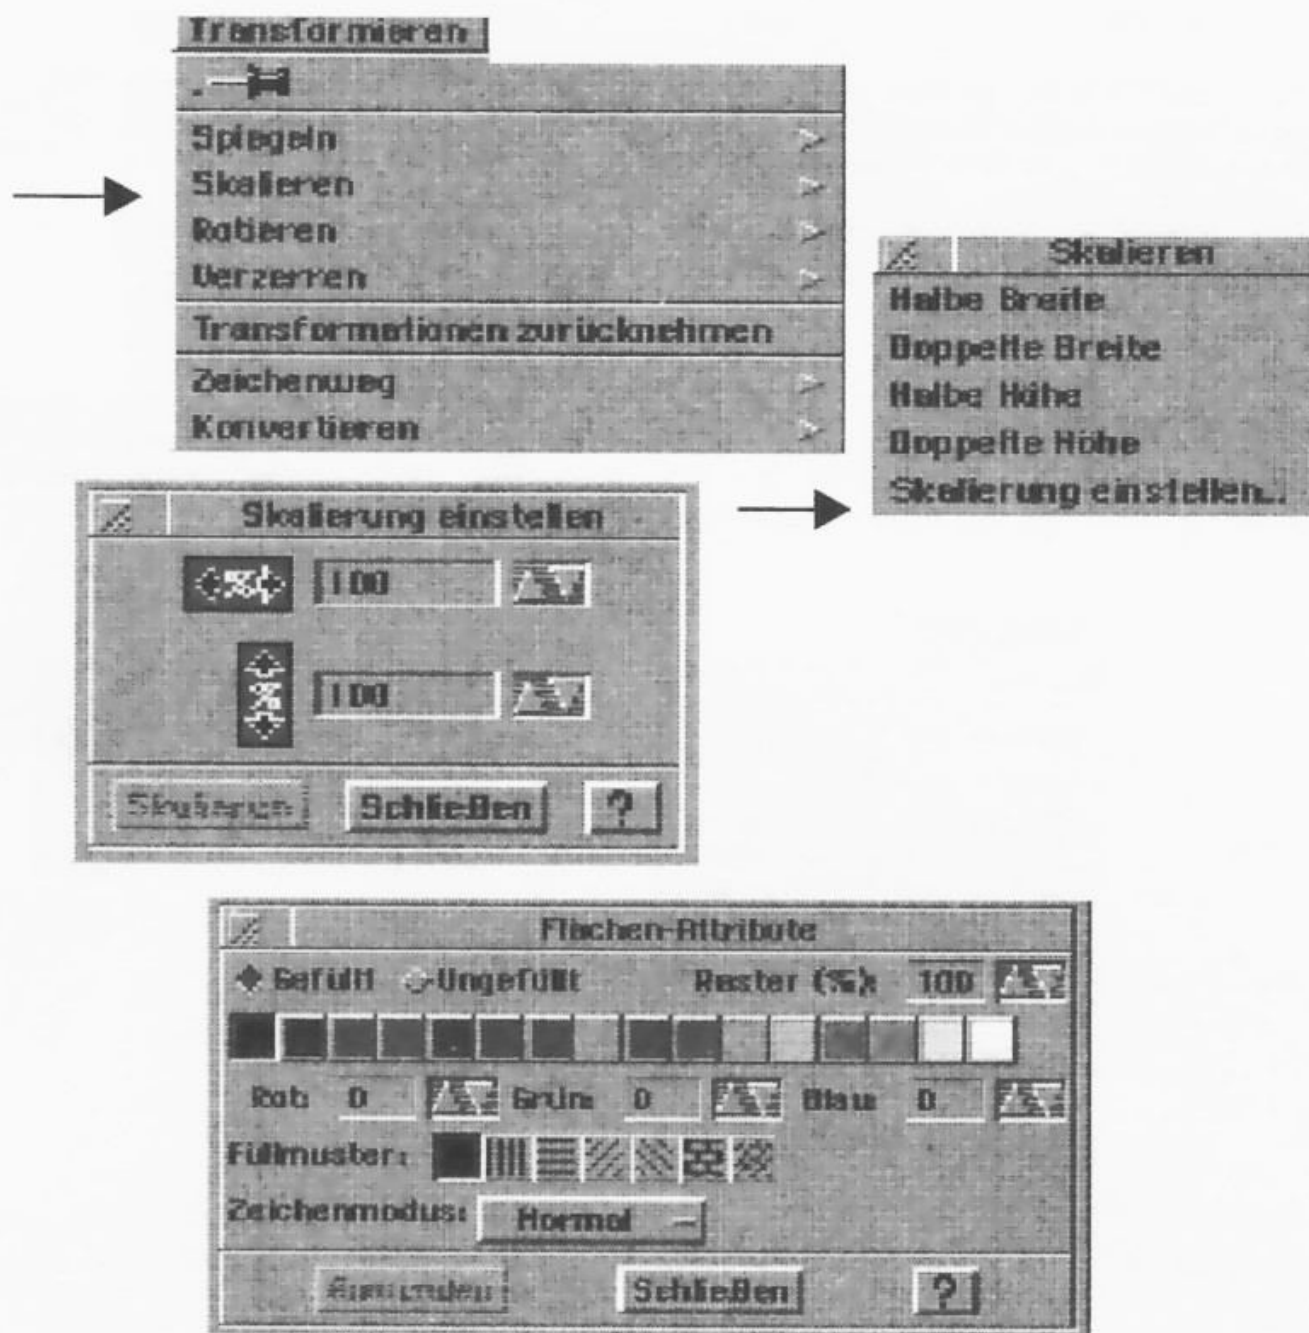 Transformieren
Spiegeln
Skalieren
Rotieren
Verzerren
Transformationen zurücknehmen
Zeichenweg
Konvertieren
Skalieren
Halbe Breite
Doppelte Breite
Halbe Höhe
Doppelte Höhe
Skalierung einstellen...
Skalierung einstellen
% 100
% 100
Skalieren Schließen ?
Flächen-Attribute
Gefüllt Ungefüllt Raster (%): 100
Rot: 0 Grün: 0 Blau: 0
Füllmuster:
Zeichenmodus: Normal
Anwenden Schließen ?